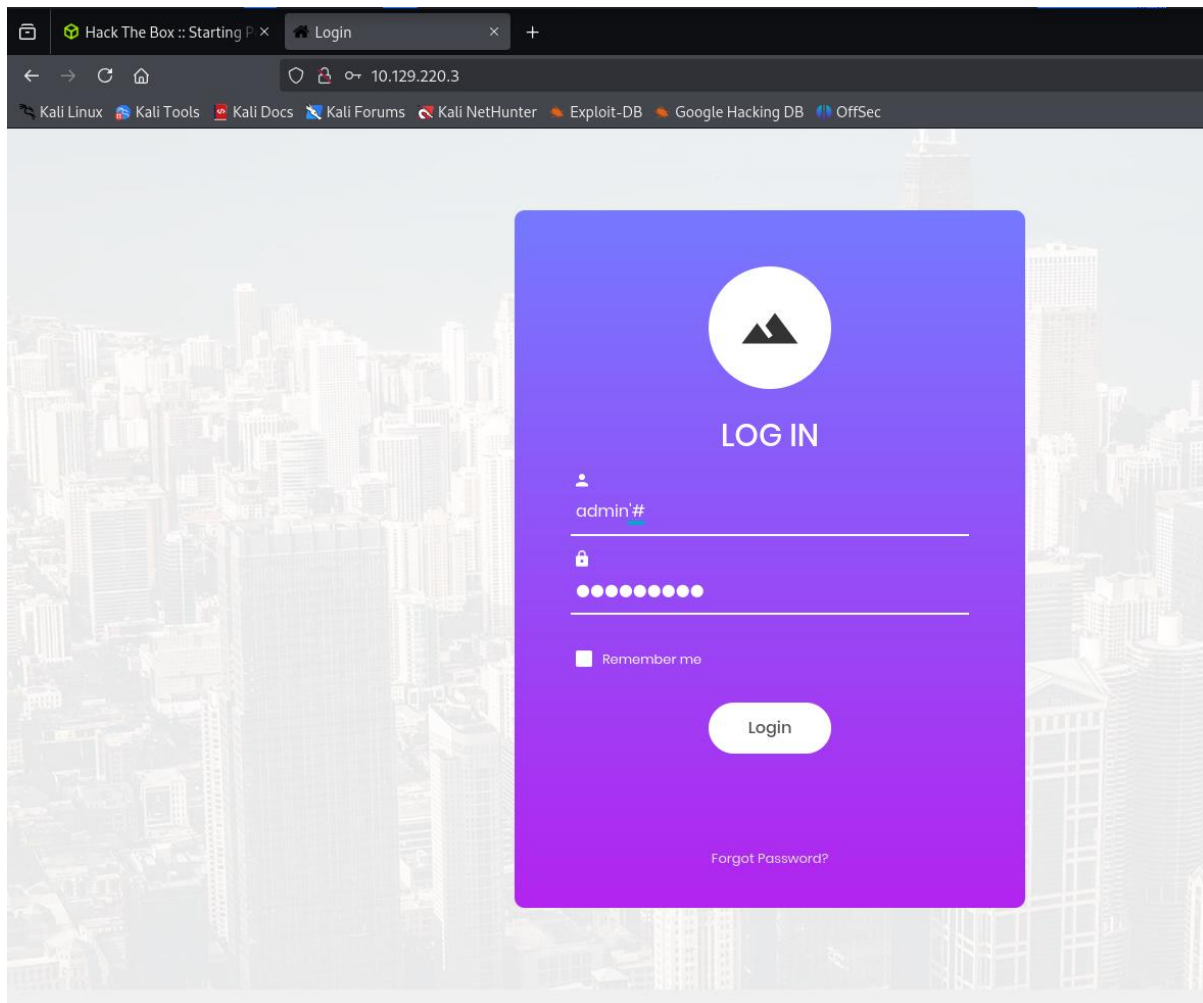 Hack The Box :: Starting P
Login
10.129.220.3
Kali Linux Kali Tools Kali Docs Kali Forums Kali NetHunter Exploit-DB Google Hacking DB OffSec
LOG IN
admin'#
Remember me
Login
Forgot Password?